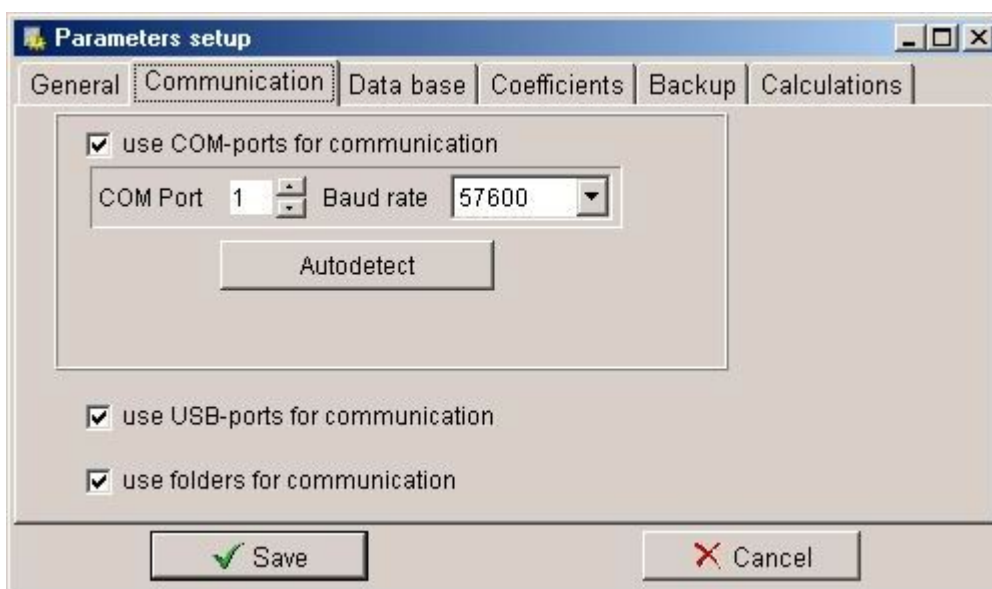 Parameters setup
General Communication Data base Coefficients Backup Calculations
use COM-ports for communication
COM Port 1 Baud rate 57600
Autodetect
use USB-ports for communication
use folders for communication
Save Cancel